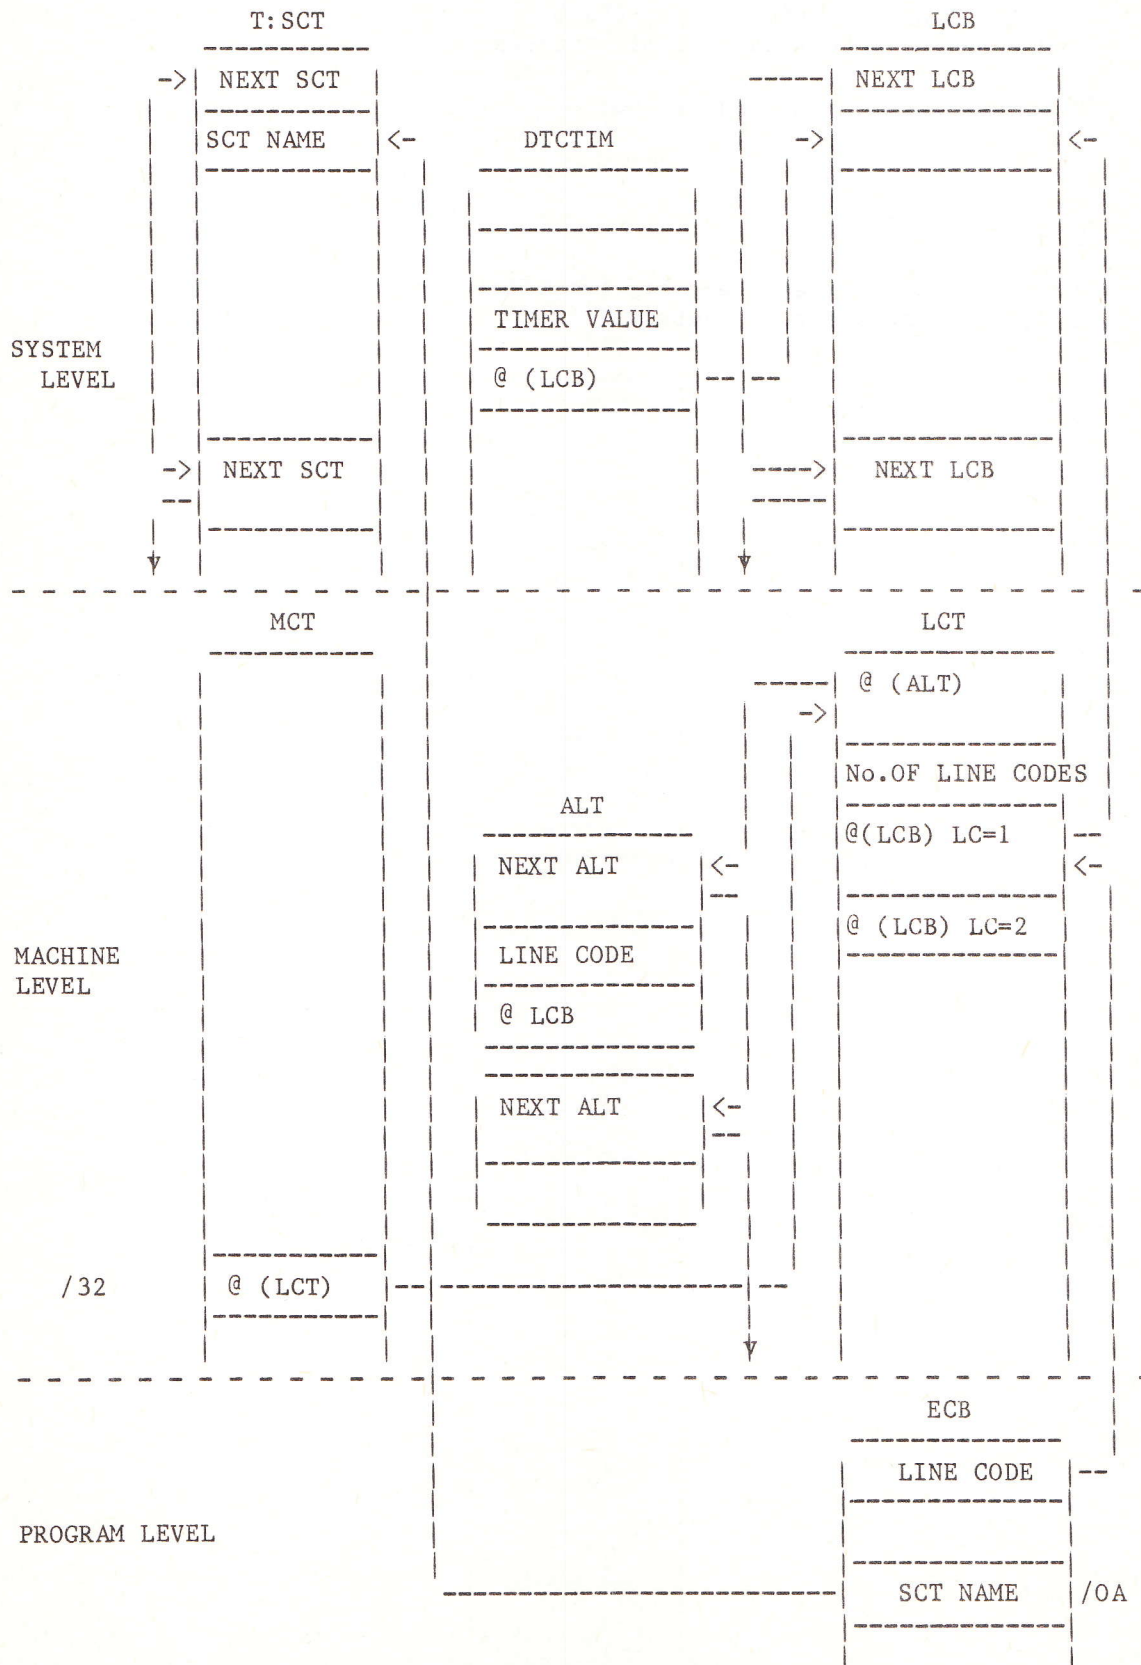 T:SCT LCB
NEXT SCT NEXT LCB
SCT NAME DTCTIM
TIMER VALUE
SYSTEM
LEVEL
@ (LCB)
NEXT SCT NEXT LCB
MCT LCT
@ (ALT)
No.OF LINE CODES
ALT
@(LCB) LC=1
NEXT ALT
@ (LCB) LC=2
MACHINE LINE CODE
LEVEL
@ LCB
NEXT ALT
/32 @ (LCT)
ECB
LINE CODE
PROGRAM LEVEL
SCT NAME /0A